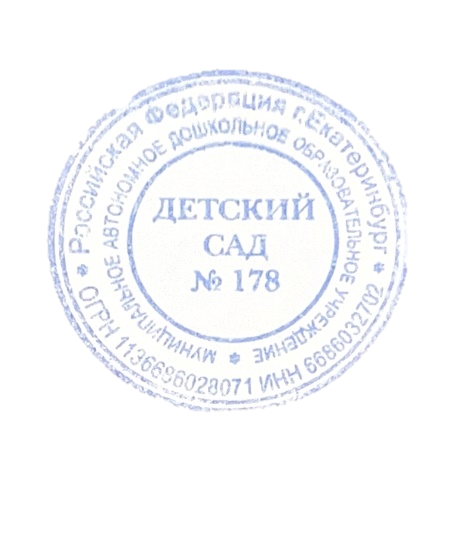 Российская Федерация г.Екатеринбург
ОГРН 1136686028071 ИНН 6686032702
МУНИЦИПАЛЬНОЕ АВТОНОМНОЕ ДОШКОЛЬНОЕ ОБРАЗОВАТЕЛЬНОЕ УЧРЕЖДЕНИЕ
ДЕТСКИЙ
САД
№ 178